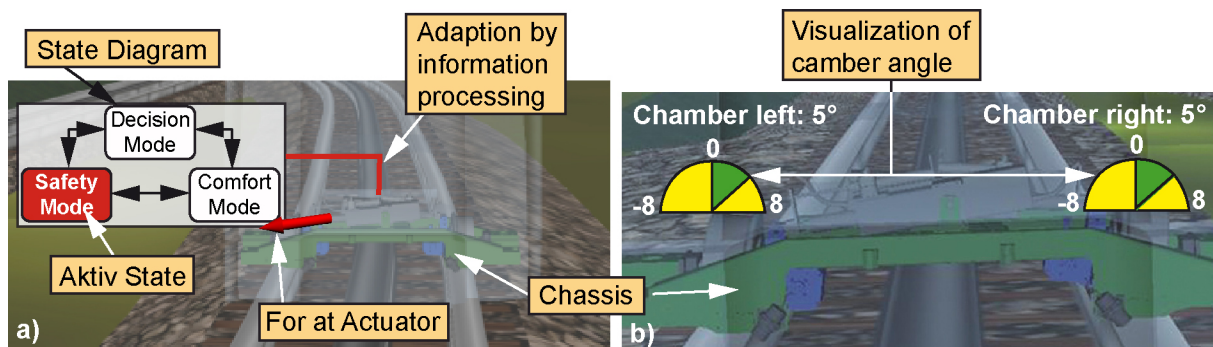 State Diagram
Adaption by
information
processing
Decision
Mode
Safety
Mode
Comfort
Mode
Aktiv State
For at Actuator
Chassis
a)
Visualization of
camber angle
Chamber left: 5°
Chamber right: 5°
0
-8
8
0
-8
8
b)